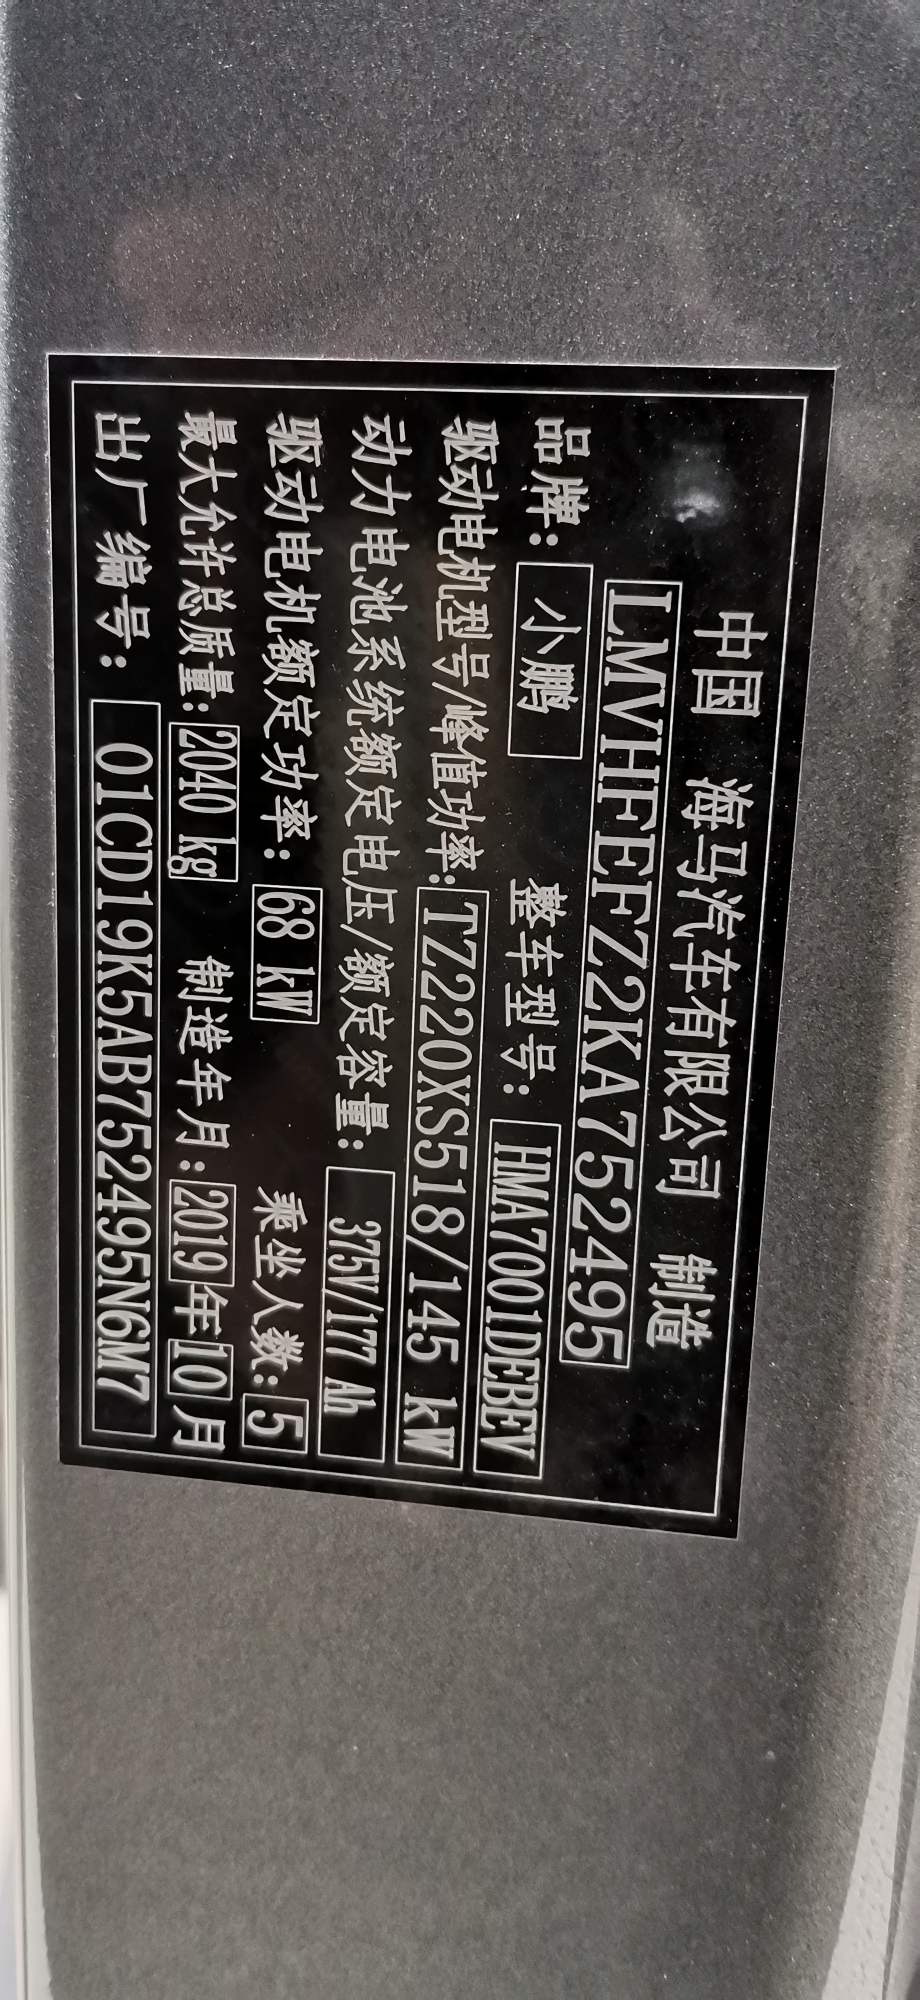 中国 海马汽车有限公司 制造
LMVHFEFZ2KA752495
品牌: 小鹏 整车型号: HMA7001DEBEV
驱动电机型号/峰值功率: TZ220XS518/145 kW
动力电池系统额定电压/额定容量: 375V/177 Ah
驱动电机额定功率: 68 kW 乘坐人数: 5
最大允许总质量: 2040 kg 制造年月: 2019年10月
出厂编号: 01CD19K5AB752495N6M7